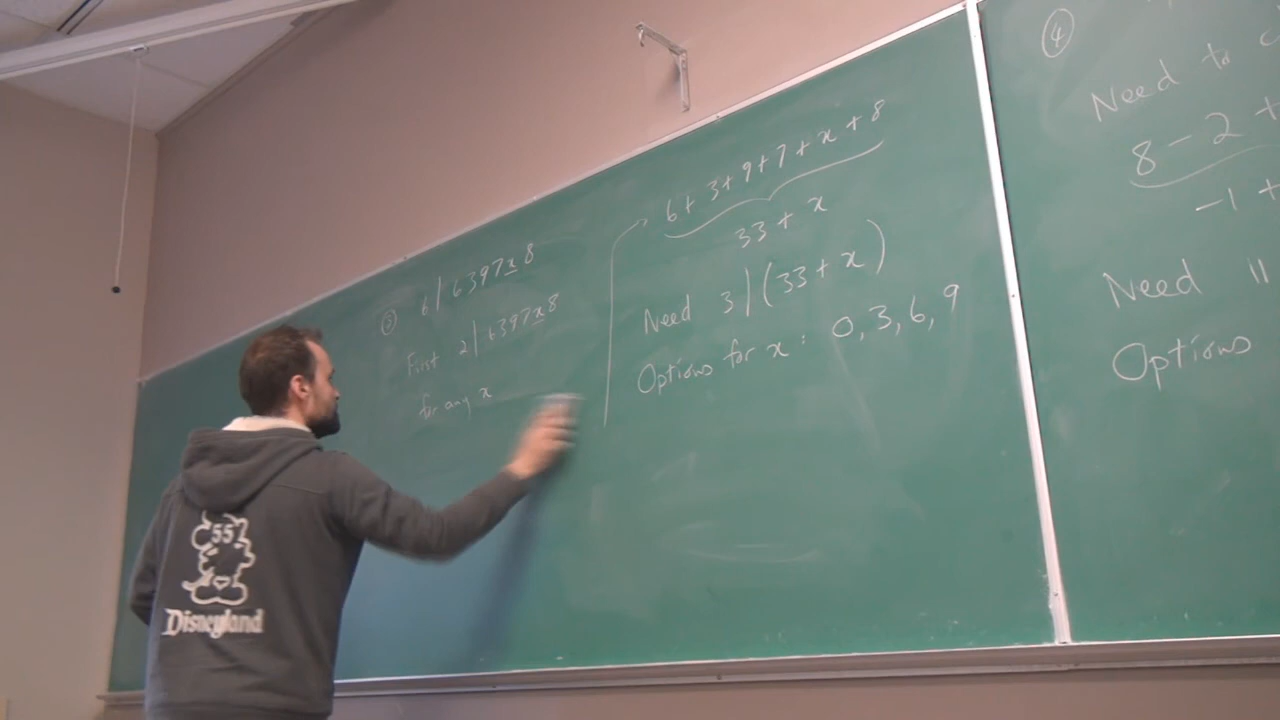 ③ 6 | 6397x8
First 2 | 6397x8
for any x
6+3+9+7+x+8
33+x
Need 3 | (33+x)
Options for x: 0, 3, 6, 9
④
Need to
8 - 2 +
-1 +
Need 11
Options
55
Disneyland